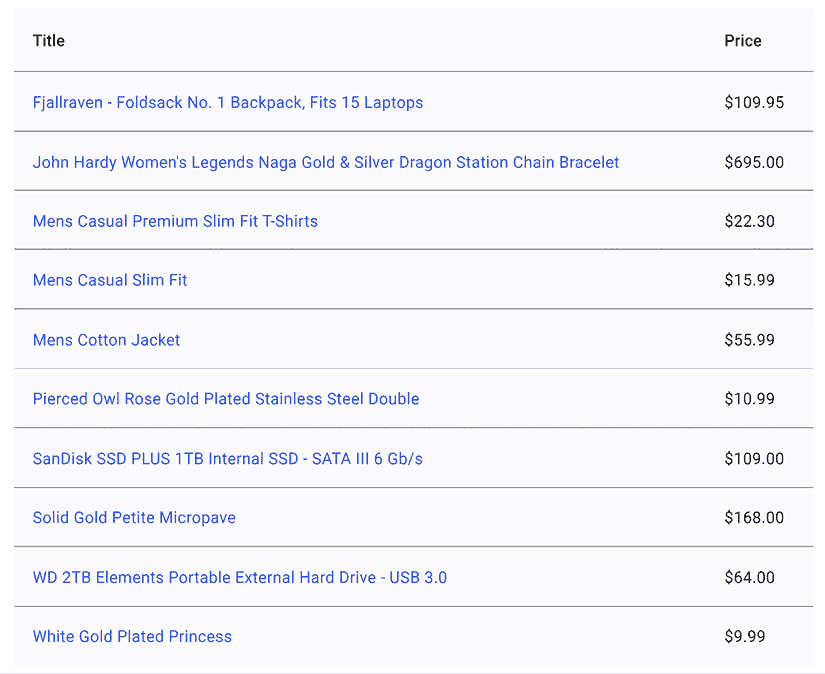 Title Price
Fjallraven - Foldsack No. 1 Backpack, Fits 15 Laptops $109.95
John Hardy Women's Legends Naga Gold & Silver Dragon Station Chain Bracelet $695.00
Mens Casual Premium Slim Fit T-Shirts $22.30
Mens Casual Slim Fit $15.99
Mens Cotton Jacket $55.99
Pierced Owl Rose Gold Plated Stainless Steel Double $10.99
SanDisk SSD PLUS 1TB Internal SSD - SATA III 6 Gb/s $109.00
Solid Gold Petite Micropave $168.00
WD 2TB Elements Portable External Hard Drive - USB 3.0 $64.00
White Gold Plated Princess $9.99